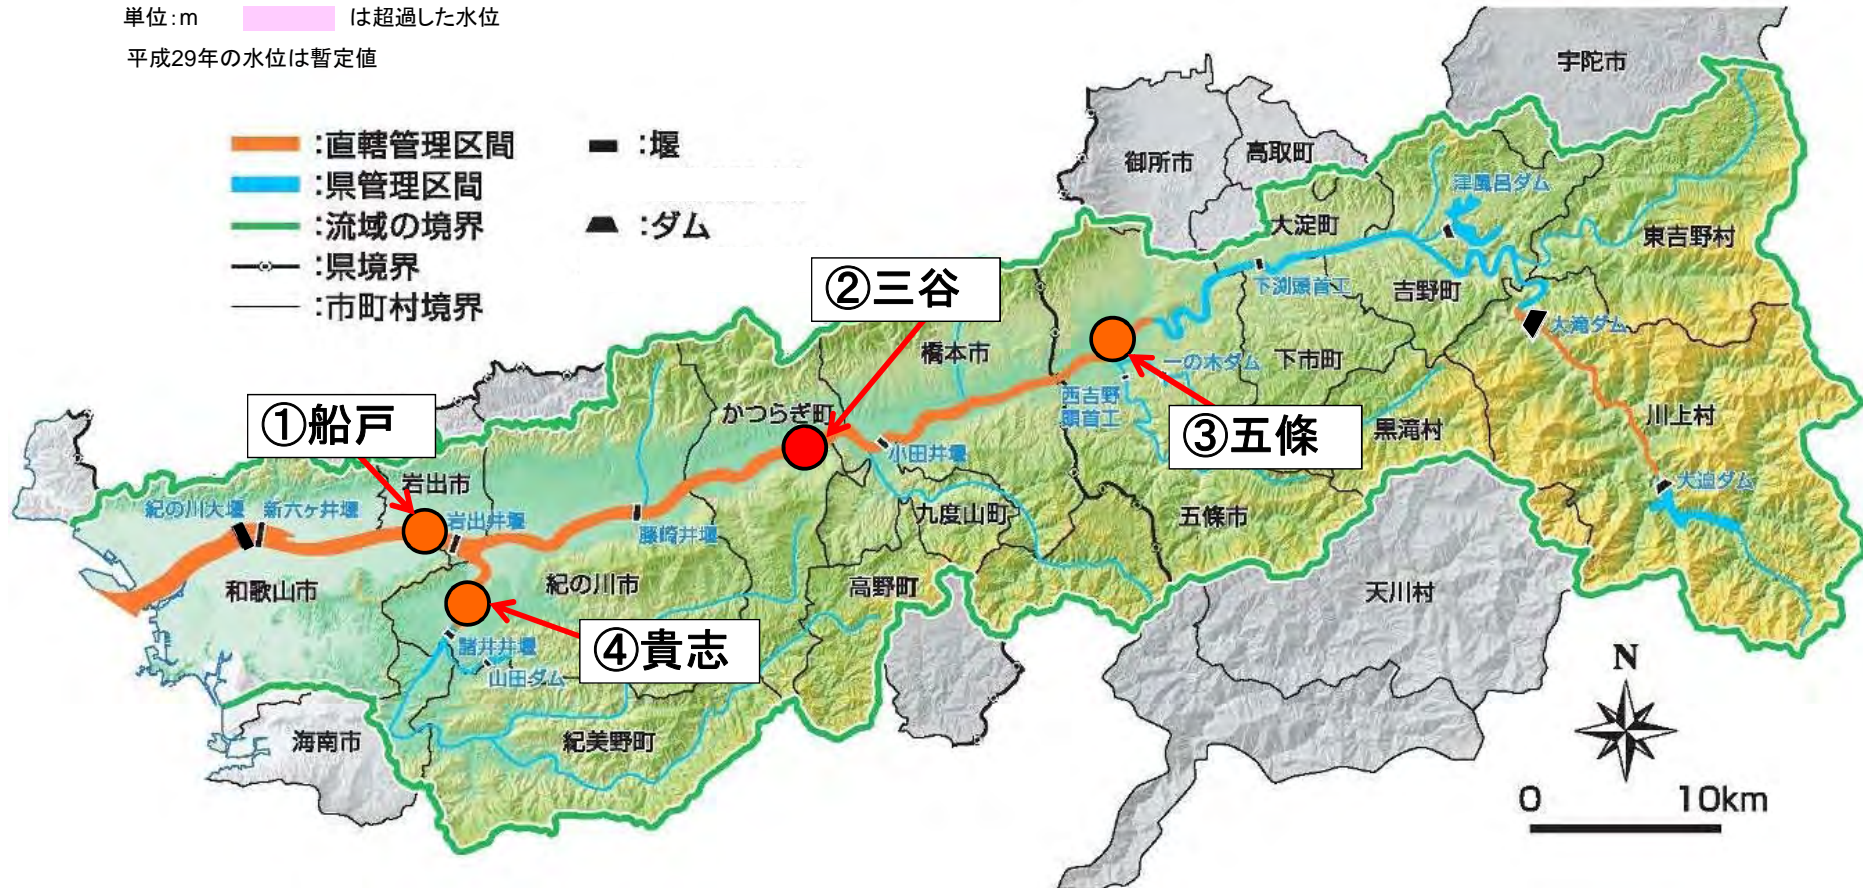 単位:m は超過した水位
平成29年の水位は暫定値
:直轄管理区間
:県管理区間
:流域の境界
:県境界
:市町村境界
:堰
:ダム
宇陀市
御所市
高取町
津風呂ダム
大淀町
東吉野村
②三谷
下渕頭首工
吉野町
大滝ダム
橋本市
一の木ダム
下市町
西吉野
頭首工
かつらぎ町
①船戸
③五條
黒滝村
川上村
小田井堰
岩出市
大迫ダム
紀の川大堰
新六ヶ井堰
岩出井堰
藤崎井堰
九度山町
五條市
和歌山市
紀の川市
高野町
天川村
④貴志
諸井井堰
山田ダム
N
海南市
紀美野町
0 10km